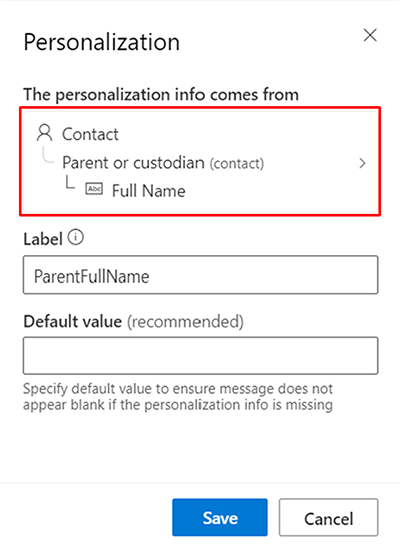 Personalization
The personalization info comes from
Contact
Parent or custodian (contact)
Abc Full Name
Label
ParentFullName
Default value (recommended)
Specify default value to ensure message does not
appear blank if the personalization info is missing
Save Cancel